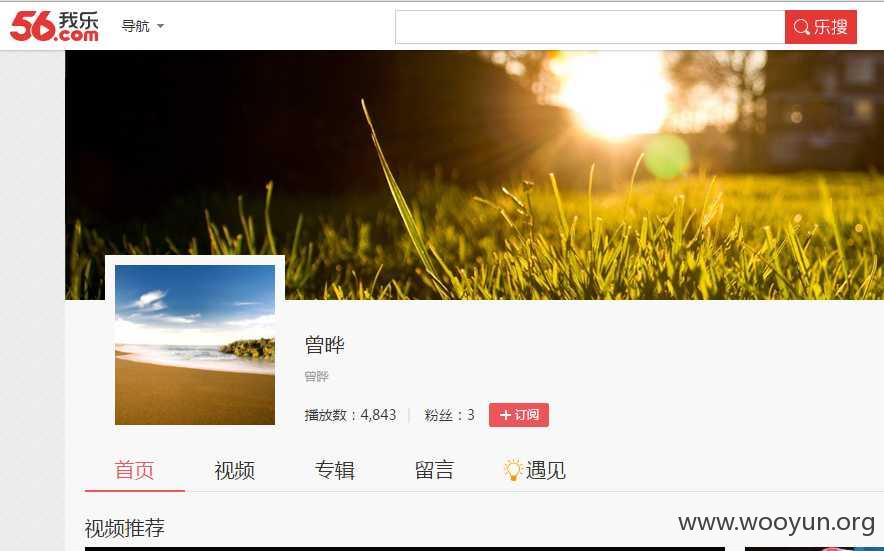 56我乐.com 导航 乐搜
曾晔
曾晔
播放数：4,843 粉丝：3 订阅
首页 视频 专辑 留言 遇见
视频推荐
www.wooyun.org